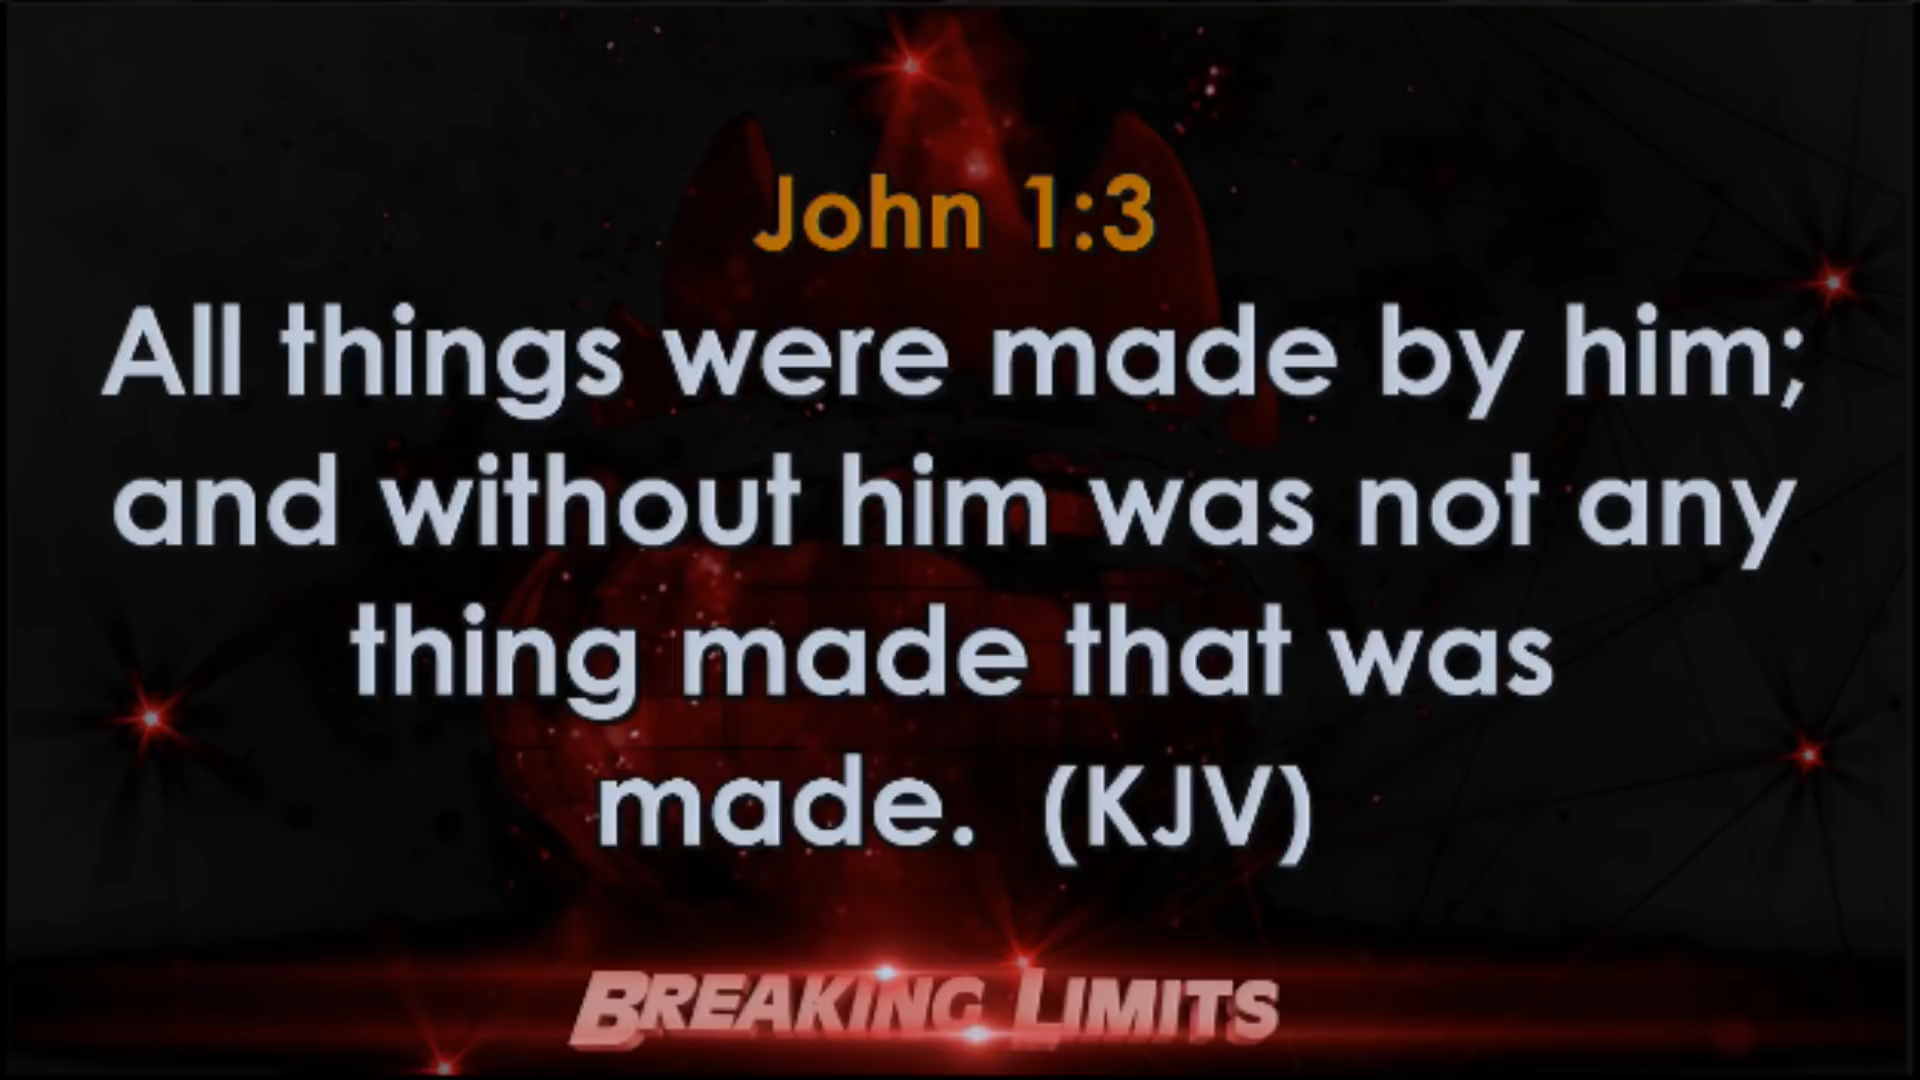 John 1:3
All things were made by him;
and without him was not any
thing made that was
made.  (KJV)
BREAKING LIMITS